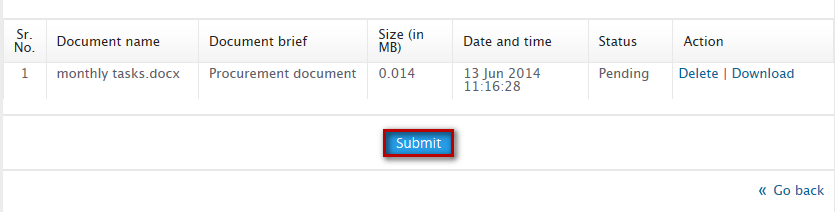 Sr. No. Document name Document brief Size (in MB) Date and time Status Action
1 monthly tasks.docx Procurement document 0.014 13 Jun 2014 11:16:28 Pending Delete | Download
Submit
« Go back